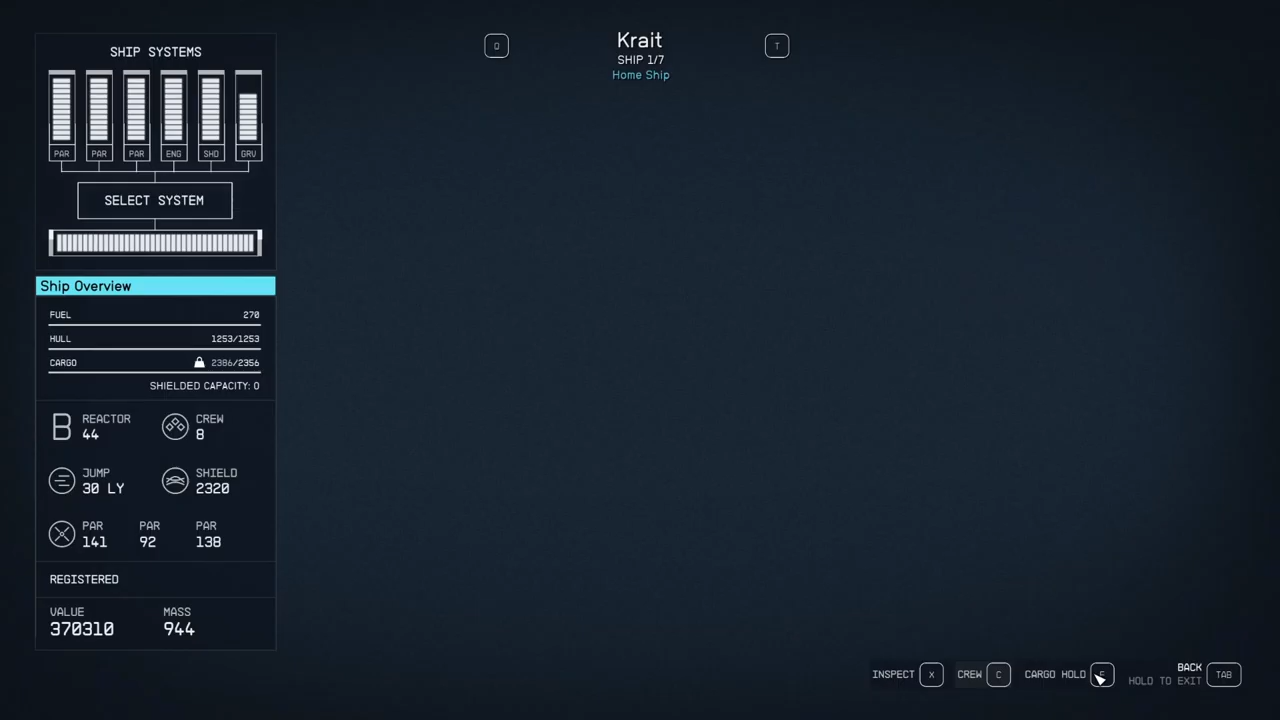 SHIP SYSTEMS
PAR PAR PAR ENG SHD GRV
SELECT SYSTEM
Q
Krait
T
SHIP 1/7
Home Ship
Ship Overview
FUEL 270
HULL 1253/1253
CARGO 2386/2356
SHIELDED CAPACITY: 0
B REACTOR 44
CREW 8
JUMP 30 LY
SHIELD 2320
PAR PAR PAR
141 92 138
REGISTERED
VALUE MASS
370310 944
INSPECT X CREW C CARGO HOLD
BACK
HOLD TO EXIT TAB